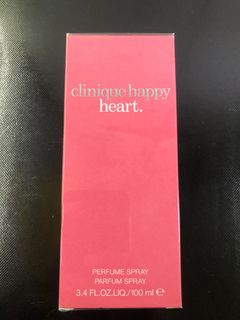 clinique happy
heart.
PERFUME SPRAY
PARFUM SPRAY
3.4 FL.OZ.LIQ./100 ml ℮